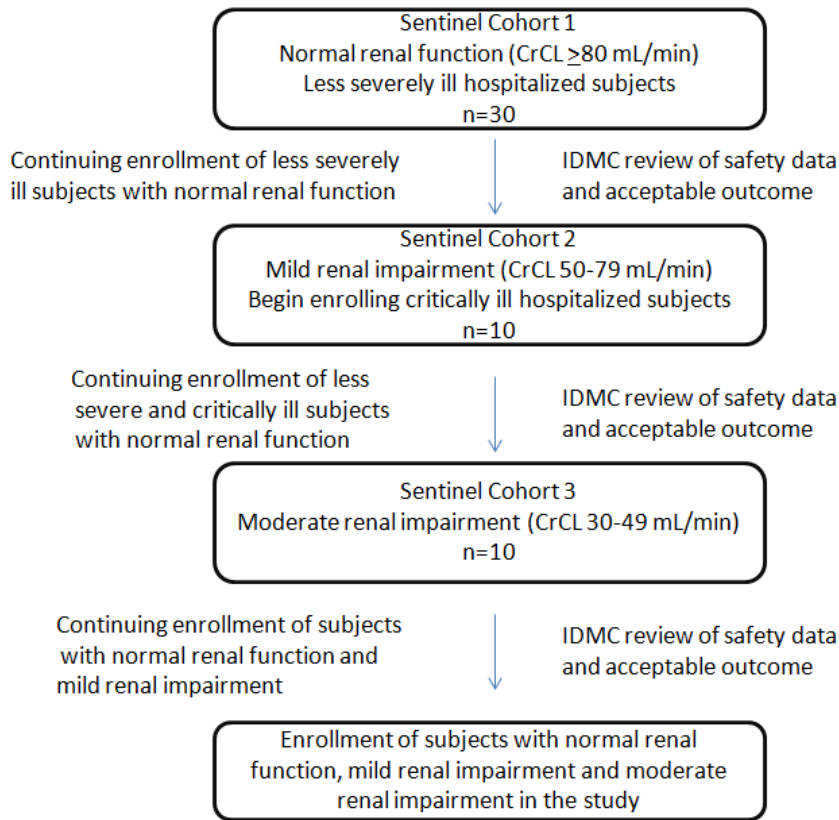 Sentinel Cohort 1
Normal renal function (CrCL ≥80 mL/min)
Less severely ill hospitalized subjects
n=30
Continuing enrollment of less severely
ill subjects with normal renal function
IDMC review of safety data
and acceptable outcome
Sentinel Cohort 2
Mild renal impairment (CrCL 50-79 mL/min)
Begin enrolling critically ill hospitalized subjects
n=10
Continuing enrollment of less
severe and critically ill subjects
with normal renal function
IDMC review of safety data
and acceptable outcome
Sentinel Cohort 3
Moderate renal impairment (CrCL 30-49 mL/min)
n=10
Continuing enrollment of subjects
with normal renal function and
mild renal impairment
IDMC review of safety data
and acceptable outcome
Enrollment of subjects with normal renal
function, mild renal impairment and moderate
renal impairment in the study